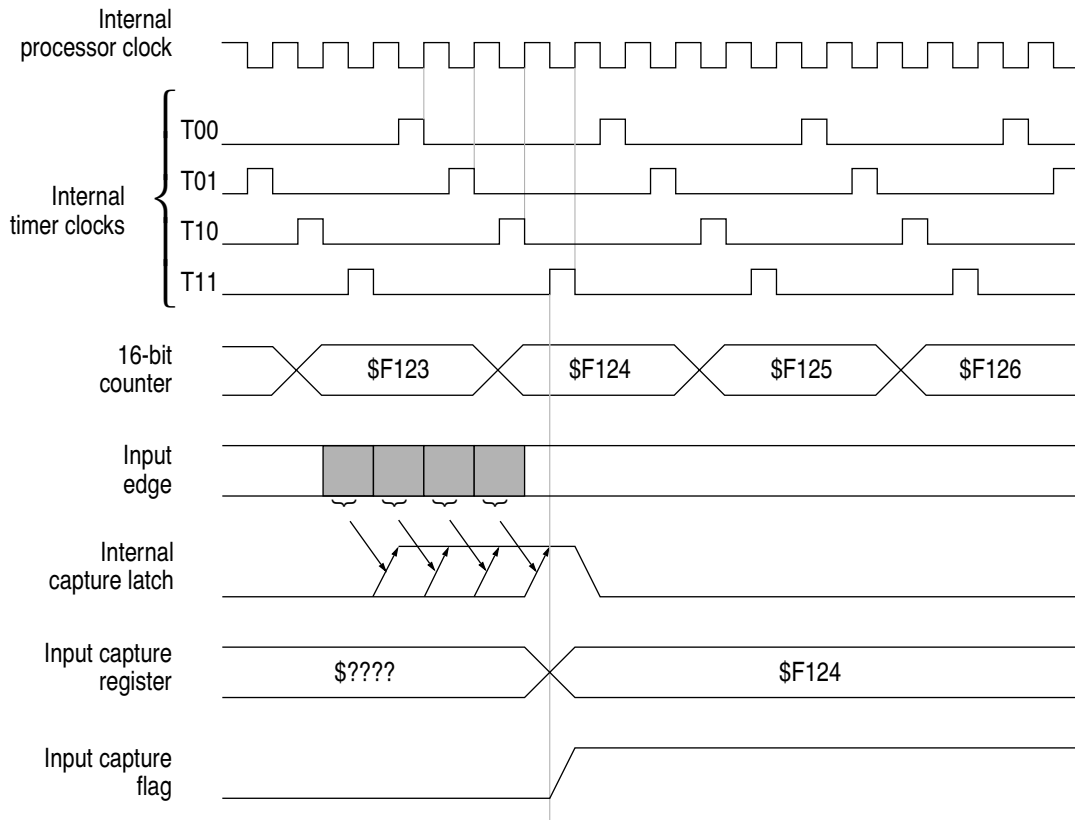 Internal
processor clock
Internal
timer clocks
T00
T01
T10
T11
16-bit
counter
$F123
$F124
$F125
$F126
Input
edge
Internal
capture latch
Input capture
register
$????
$F124
Input capture
flag